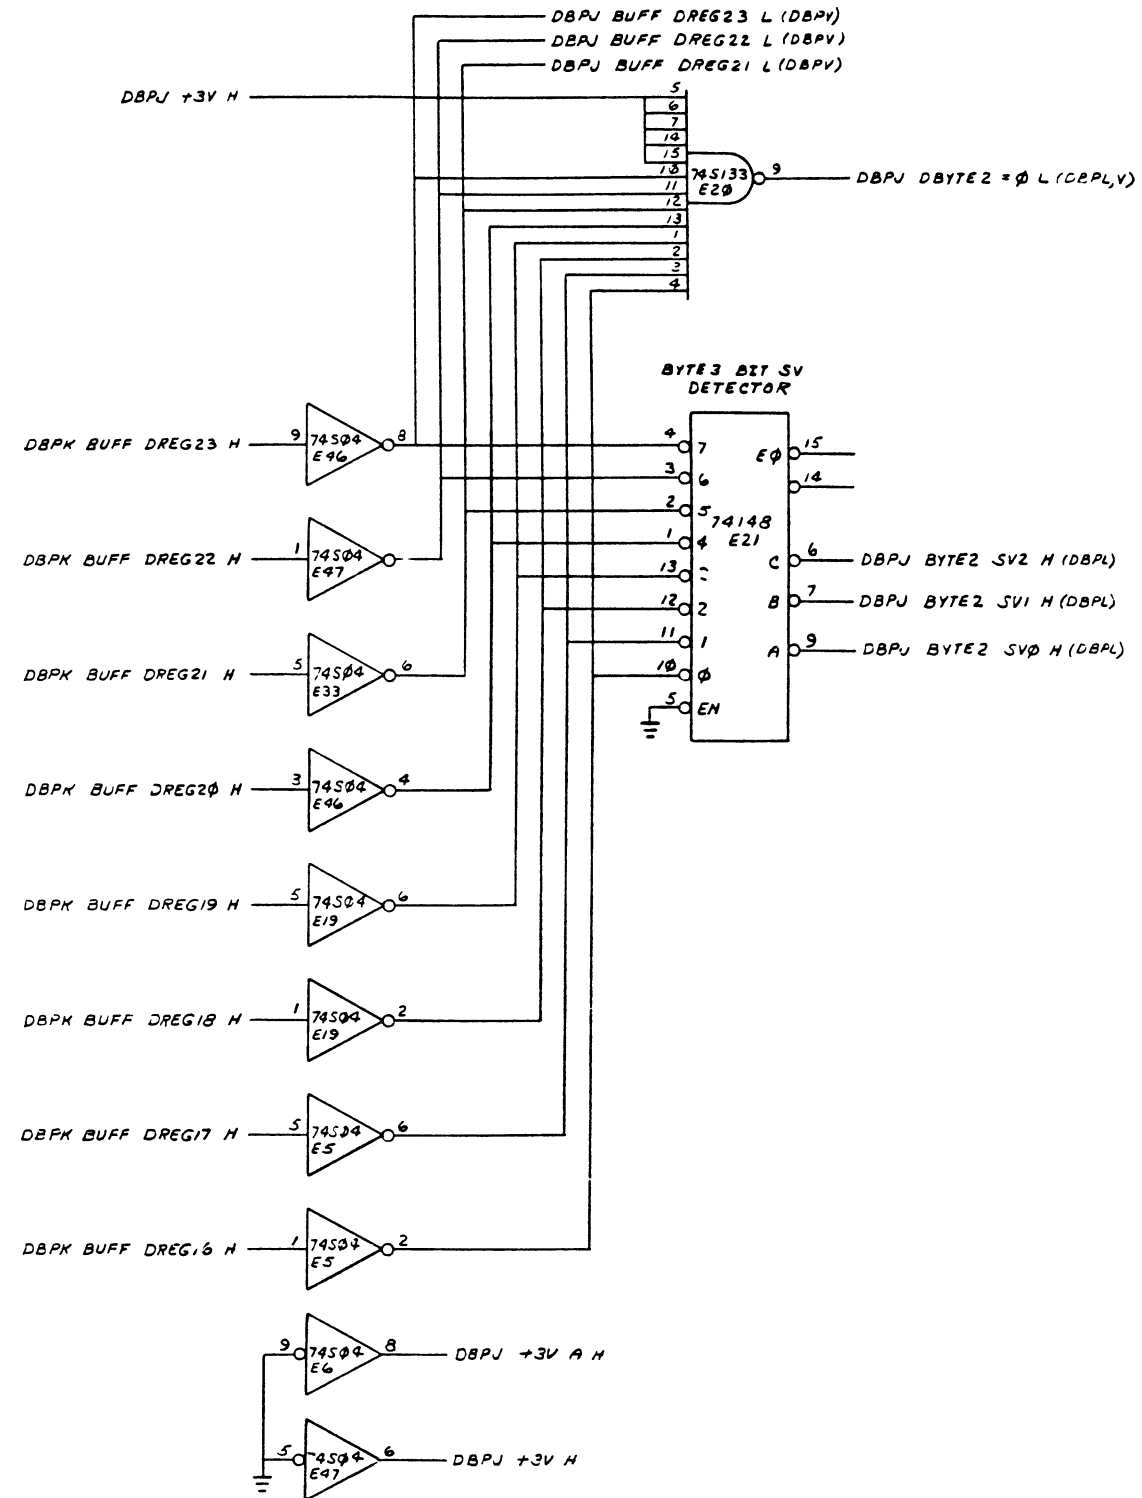 DBPJ BUFF DREG23 L (DBPV)
DBPJ BUFF DREG22 L (DBPV)
DBPJ BUFF DREG21 L (DBPV)
DBPJ +3V H
5
6
7
14
15
10
11
12
13
1
2
3
4
74S133
E2Ø
9
DBPJ DBYTE2 = Ø L (DBPL,V)
BYTE3 BIT SV
DETECTOR
DBPK BUFF DREG23 H
9
74SØ4
E46
8
4
7
3
6
2
5
1
4
13
12
2
11
1
10
Ø
5
EN
74148
E21
EØ
15
14
C
6
DBPJ BYTE2 SV2 H (DBPL)
B
7
DBPJ BYTE2 SV1 H (DBPL)
A
9
DBPJ BYTE2 SVØ H (DBPL)
DBPK BUFF DREG22 H
1
74SØ4
E47
DBPK BUFF DREG21 H
5
74SØ4
E33
6
DBPK BUFF DREG2Ø H
3
74SØ4
E46
4
DBPK BUFF DREG19 H
5
74SØ4
E19
6
DBPK BUFF DREG18 H
1
74SØ4
E19
2
DBPK BUFF DREG17 H
5
74SØ4
E5
6
DBPK BUFF DREG16 H
1
74SØ4
E5
2
9
74SØ4
E6
8
DBPJ +3V A H
5
74SØ4
E47
6
DBPJ +3V H